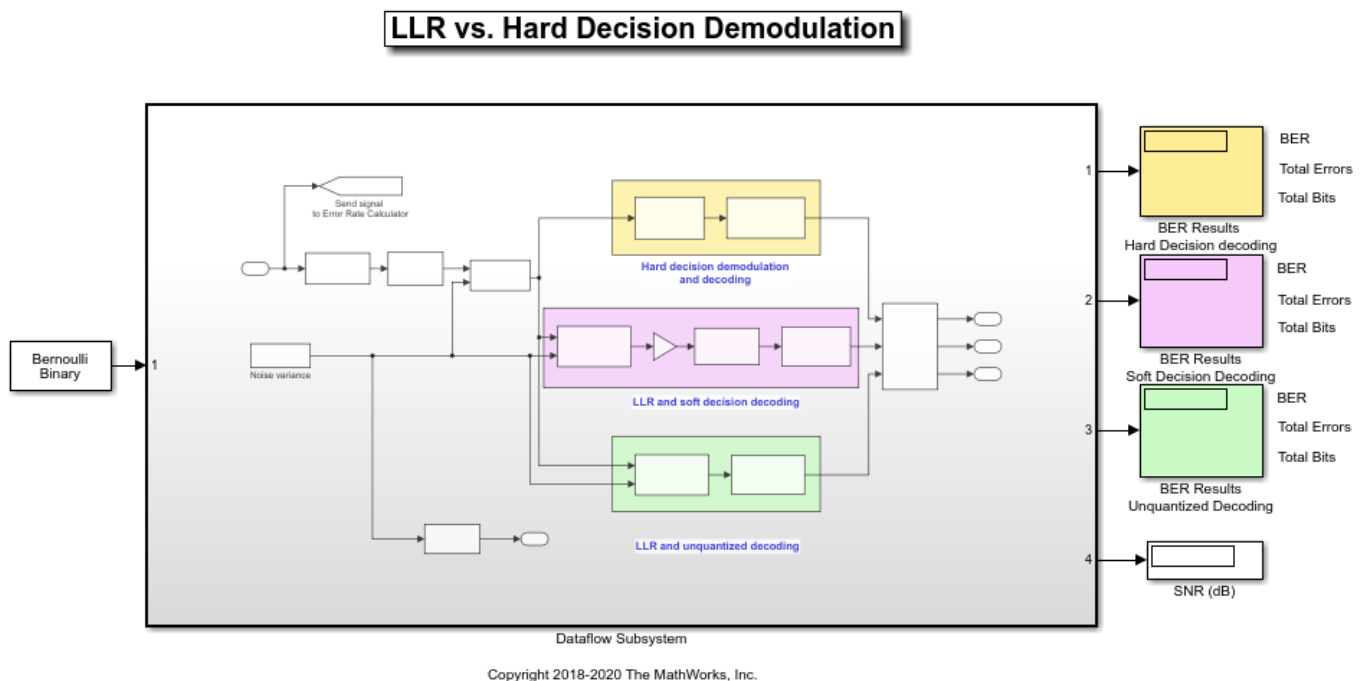 LLR vs. Hard Decision Demodulation
Send signal
to Error Rate Calculator
Hard decision demodulation
and decoding
Noise variance
LLR and soft decision decoding
LLR and unquantized decoding
Bernoulli
Binary
1
1
2
3
4
BER
Total Errors
Total Bits
BER Results
Hard Decision decoding
BER
Total Errors
Total Bits
BER Results
Soft Decision Decoding
BER
Total Errors
Total Bits
BER Results
Unquantized Decoding
SNR (dB)
Dataflow Subsystem
Copyright 2018-2020 The MathWorks, Inc.